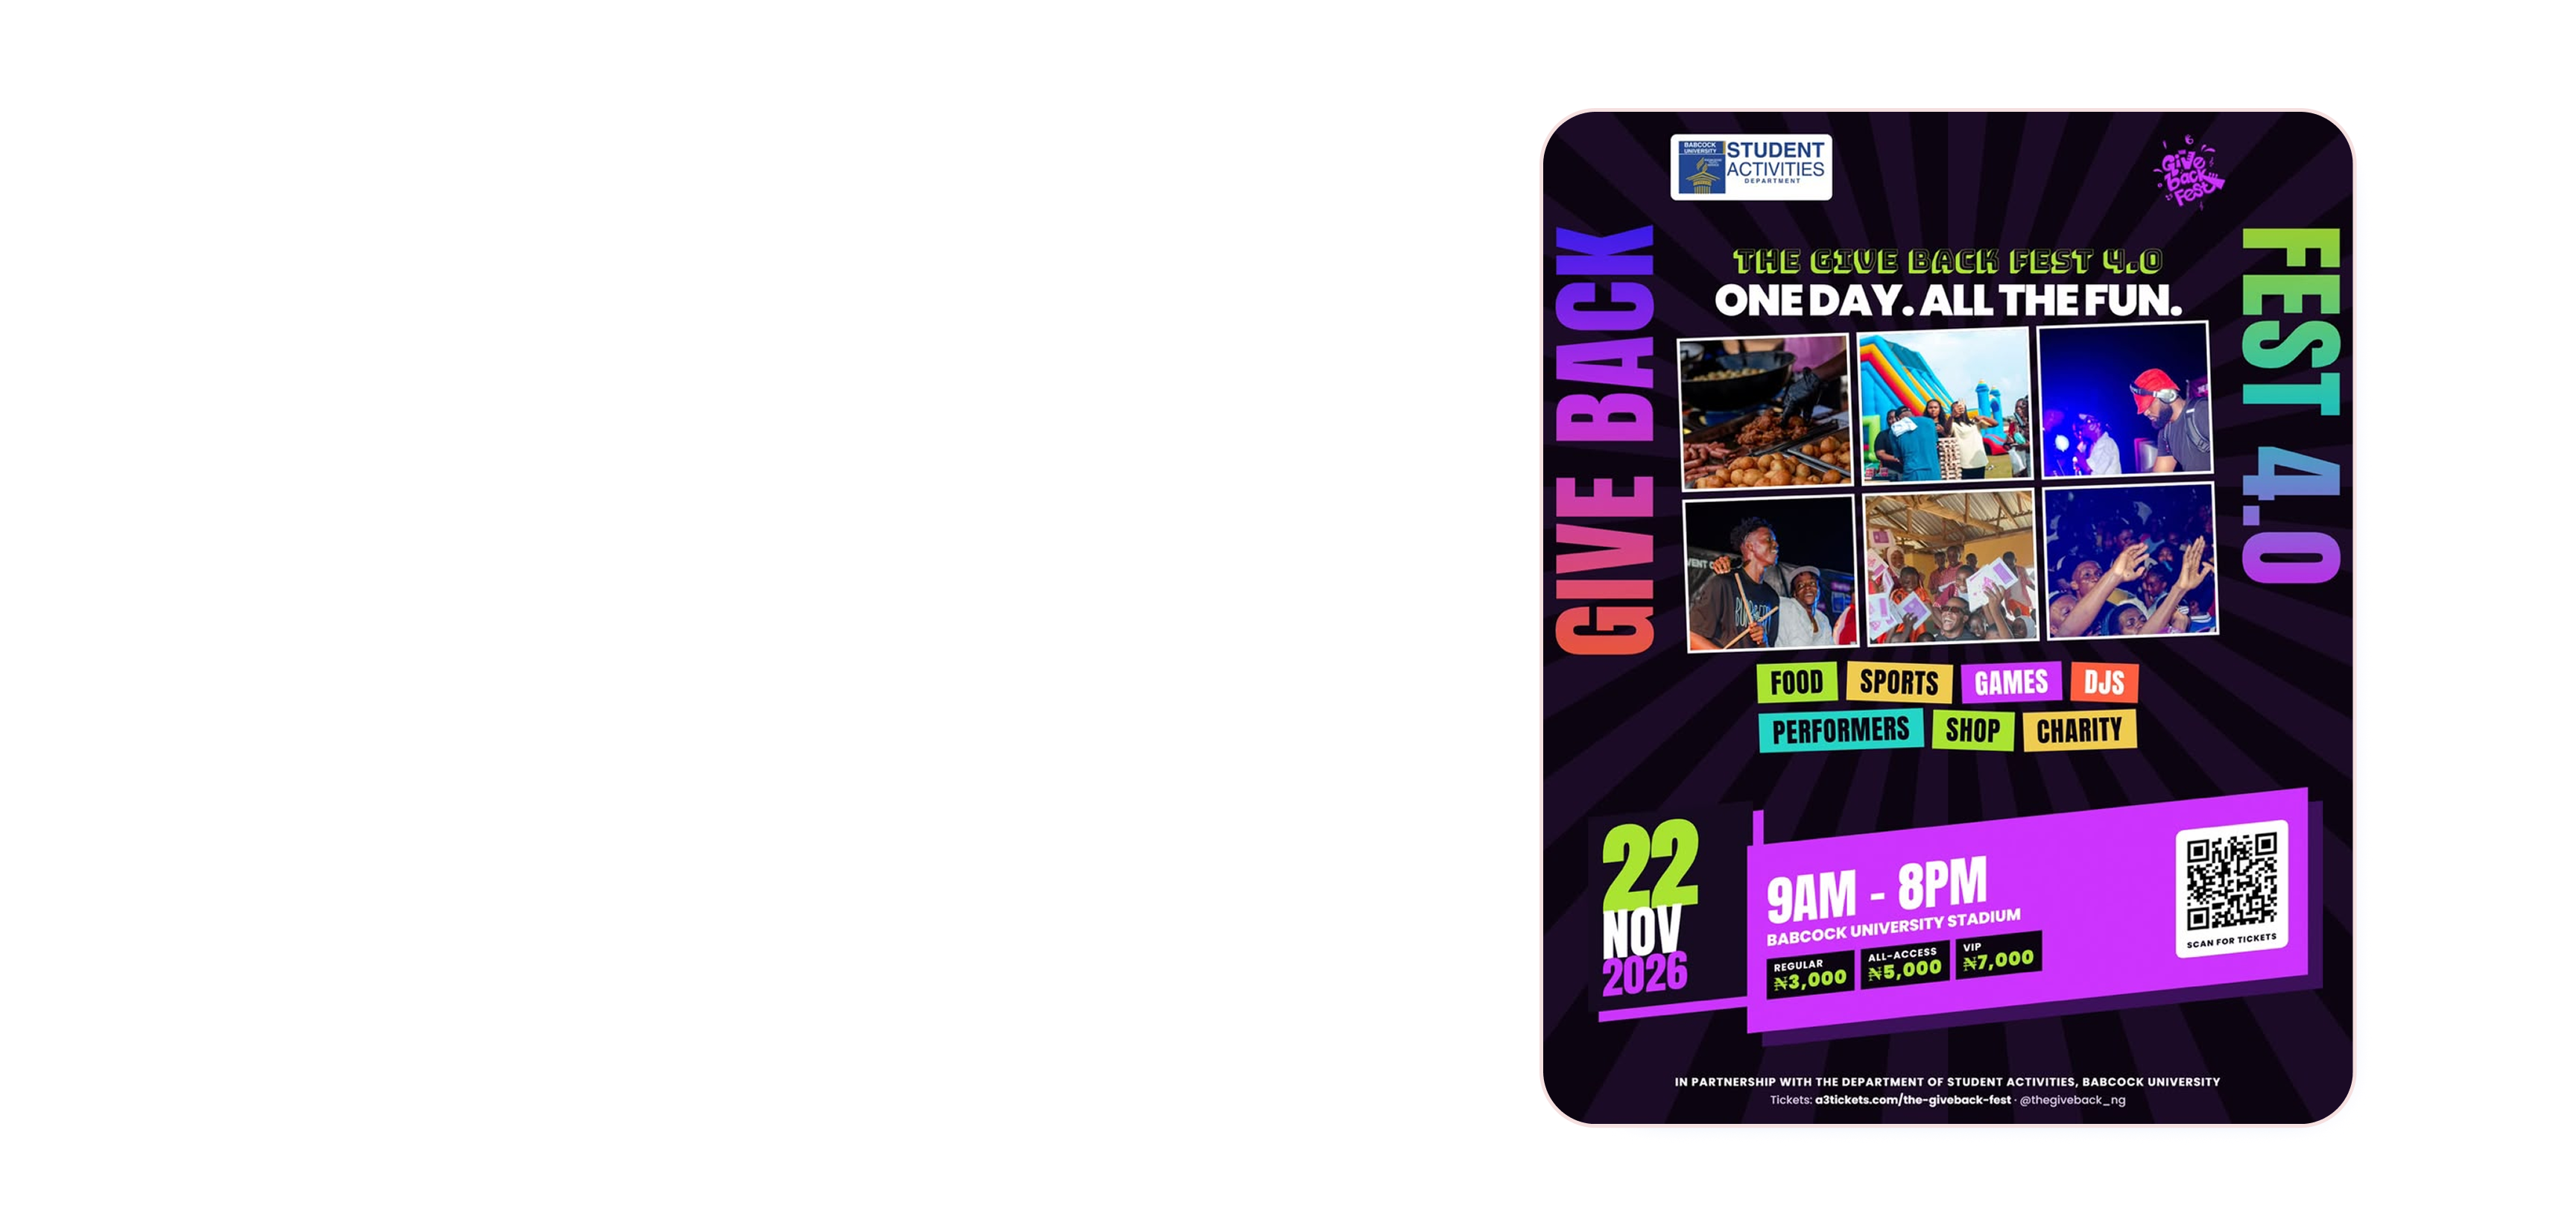 BABCOCK
UNIVERSITY
STUDENT
ACTIVITIES
DEPARTMENT
Give
back
Fest
GIVE BACK
FEST 4.0
THE GIVE BACK FEST 4.0
ONE DAY. ALL THE FUN.
FOOD
SPORTS
GAMES
DJS
PERFORMERS
SHOP
CHARITY
22
NOV
2026
9AM - 8PM
BABCOCK UNIVERSITY STADIUM
REGULAR
₦3,000
ALL-ACCESS
₦5,000
VIP
₦7,000
SCAN FOR TICKETS
IN PARTNERSHIP WITH THE DEPARTMENT OF STUDENT ACTIVITIES, BABCOCK UNIVERSITY
Tickets: a3tickets.com/the-giveback-fest · @thegiveback_ng